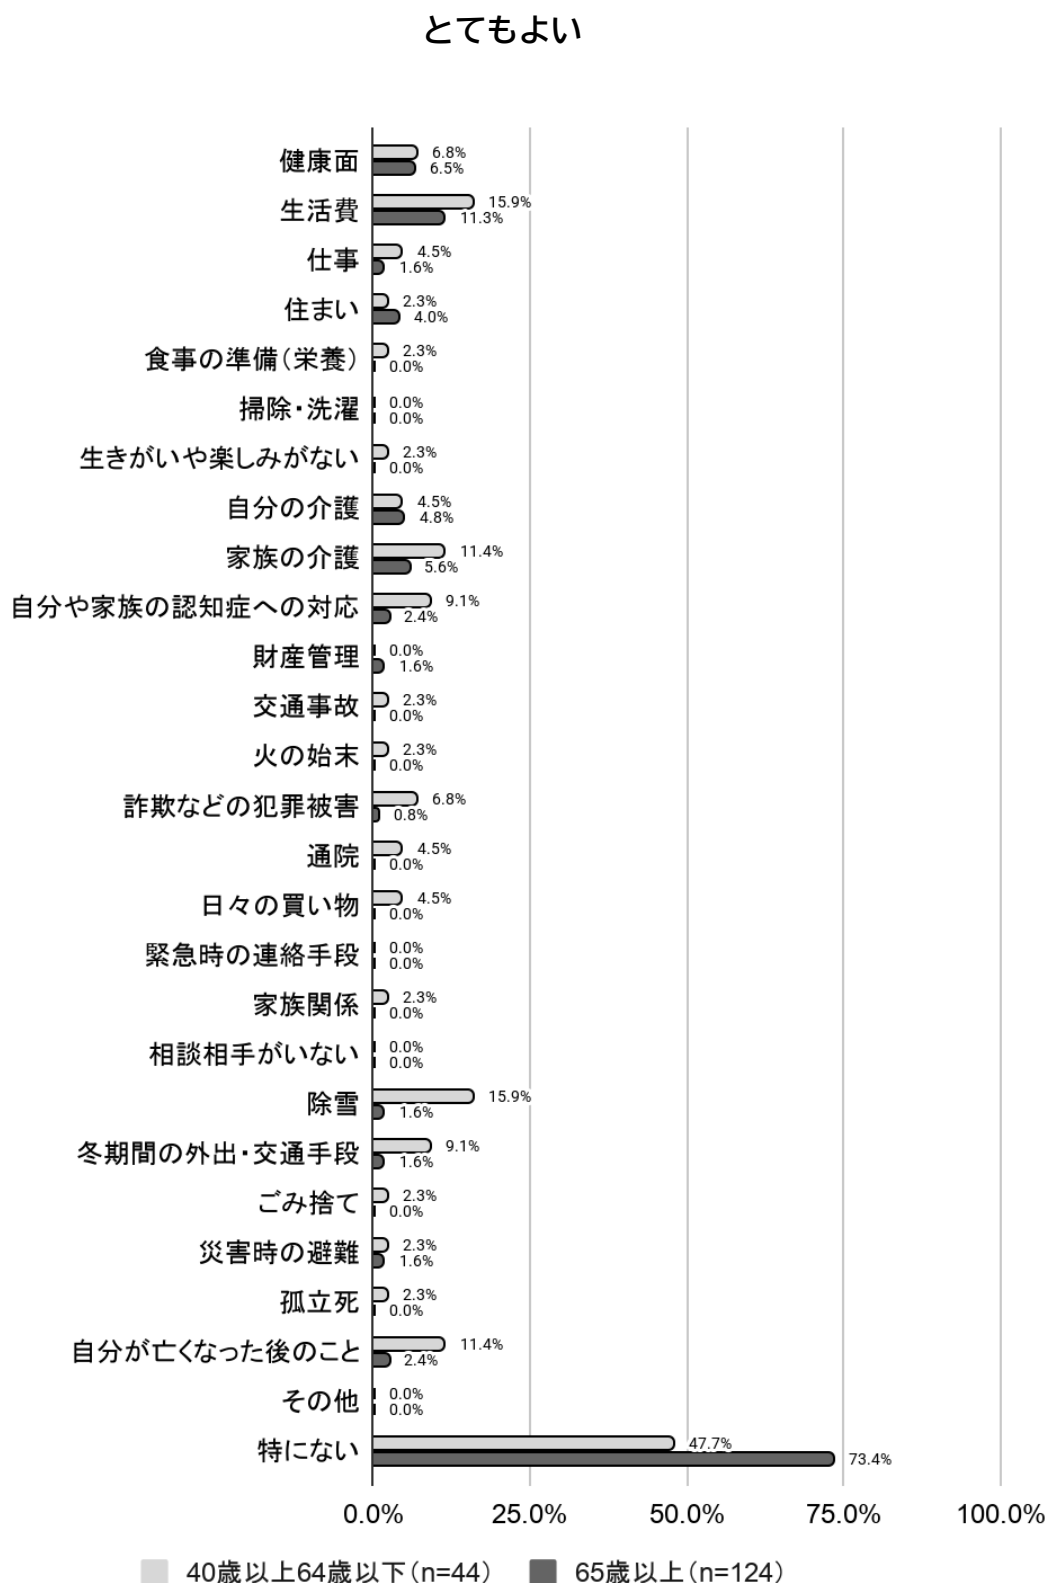 とてもよい
健康面
6.8%
6.5%
生活費
15.9%
11.3%
仕事
4.5%
1.6%
住まい
2.3%
4.0%
食事の準備(栄養)
2.3%
0.0%
掃除・洗濯
0.0%
0.0%
生きがいや楽しみがない
2.3%
0.0%
自分の介護
4.5%
4.8%
家族の介護
11.4%
5.6%
自分や家族の認知症への対応
9.1%
2.4%
財産管理
0.0%
1.6%
交通事故
2.3%
0.0%
火の始末
2.3%
0.0%
詐欺などの犯罪被害
6.8%
0.8%
通院
4.5%
0.0%
日々の買い物
4.5%
0.0%
緊急時の連絡手段
0.0%
0.0%
家族関係
2.3%
0.0%
相談相手がいない
0.0%
0.0%
除雪
15.9%
1.6%
冬期間の外出・交通手段
9.1%
1.6%
ごみ捨て
2.3%
0.0%
災害時の避難
2.3%
1.6%
孤立死
2.3%
0.0%
自分が亡くなった後のこと
11.4%
2.4%
その他
0.0%
0.0%
特にない
47.7%
73.4%
0.0% 25.0% 50.0% 75.0% 100.0%
40歳以上64歳以下(n=44) 65歳以上(n=124)